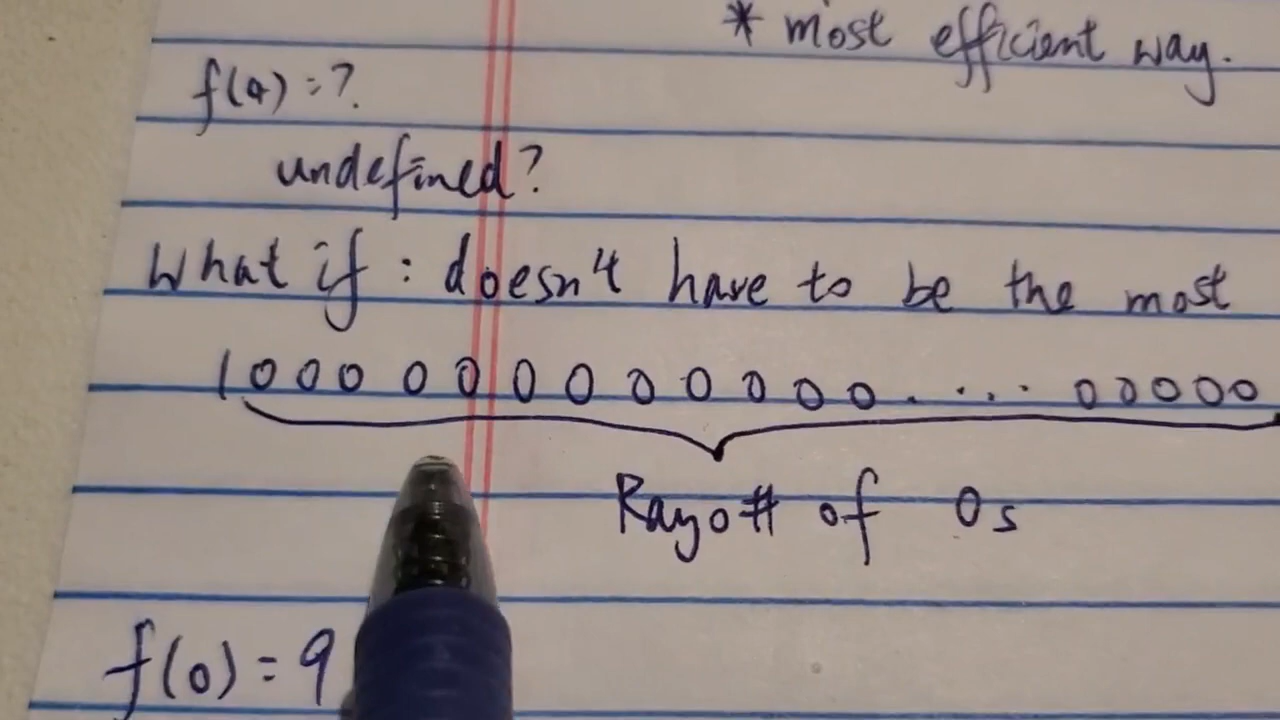 * most efficient way.
f(4)=?
undefined?
What if: doesn't have to be the most
1000000000000....00000
Rayo# of 0s
f(0)=9